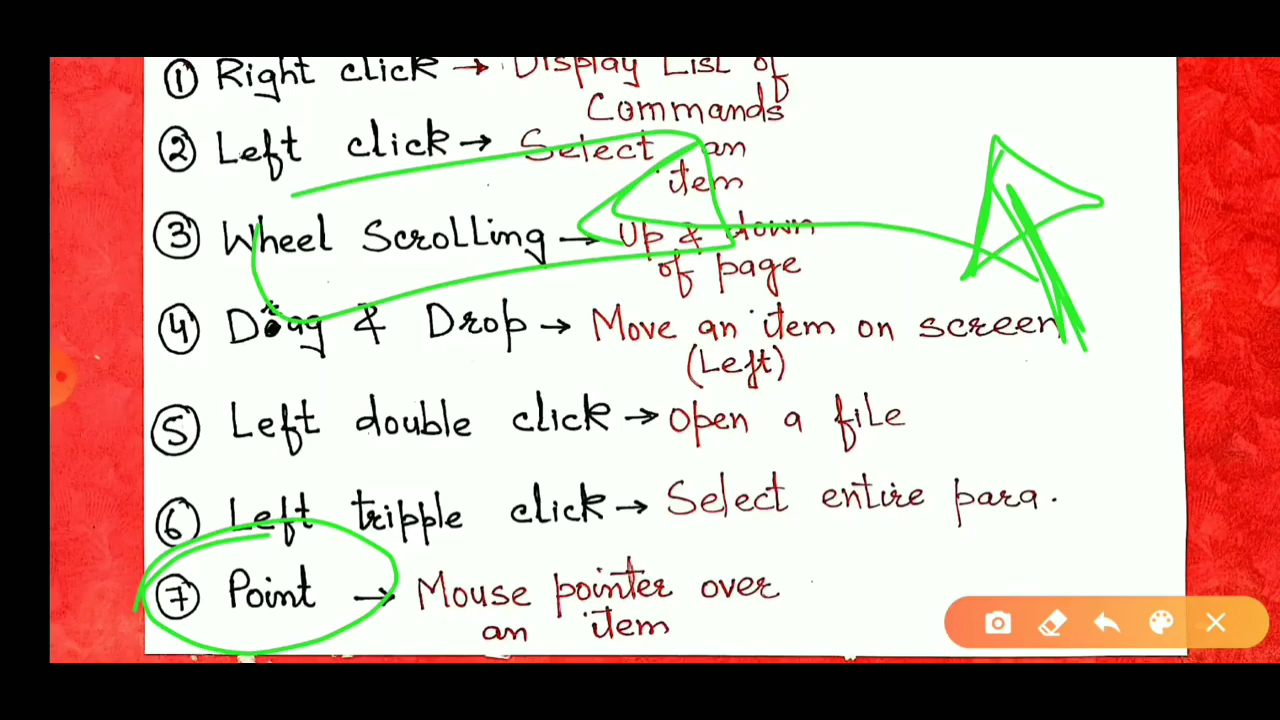 ① Right click → Display List of
Commands
② Left click → Select an
item
③ Wheel Scrolling → Up & down
of page
④ Drag & Drop → Move an item on screen
(Left)
⑤ Left double click → Open a file
⑥ Left tripple click → Select entire para.
⑦ Point → Mouse pointer over
an item